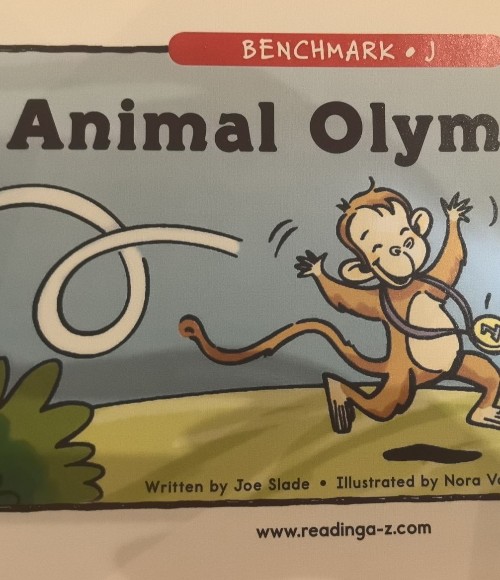 BENCHMARK • J
Animal Olym
Written by Joe Slade • Illustrated by Nora V
www.readinga-z.com